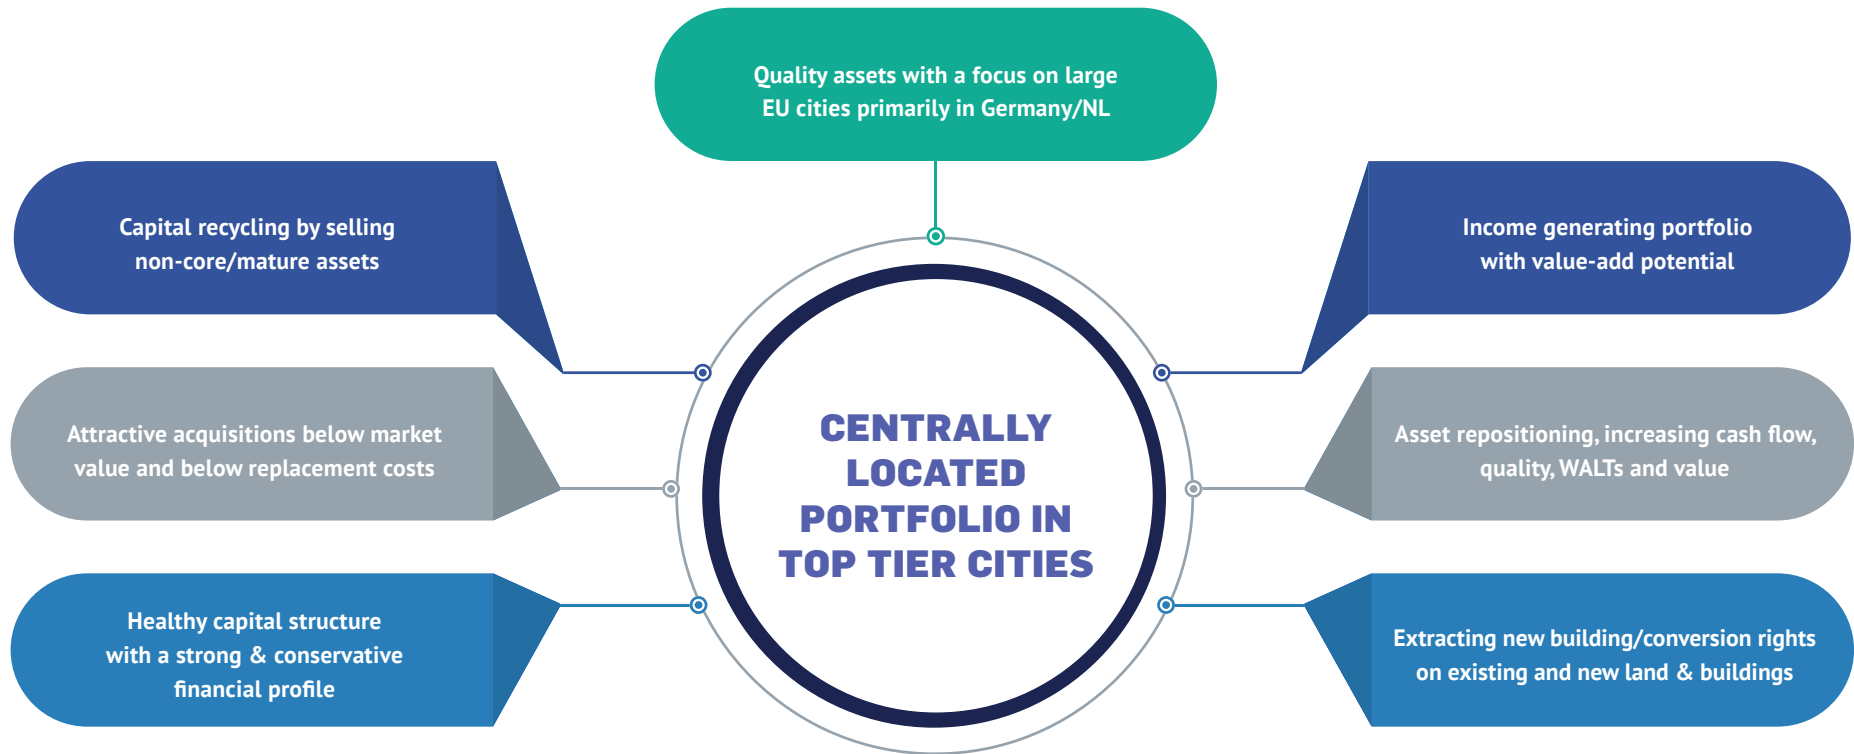 Quality assets with a focus on large
EU cities primarily in Germany/NL
Capital recycling by selling
non-core/mature assets
Income generating portfolio
with value-add potential
Attractive acquisitions below market
value and below replacement costs
CENTRALLY
LOCATED
PORTFOLIO IN
TOP TIER CITIES
Asset repositioning, increasing cash flow,
quality, WALTs and value
Healthy capital structure
with a strong & conservative
financial profile
Extracting new building/conversion rights
on existing and new land & buildings